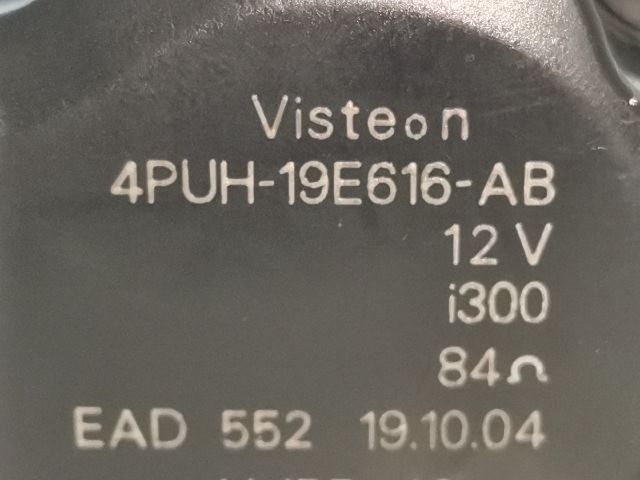 Visteon
4PUH-19E616-AB
12 V
i300
84Ω
EAD 552 19.10.04